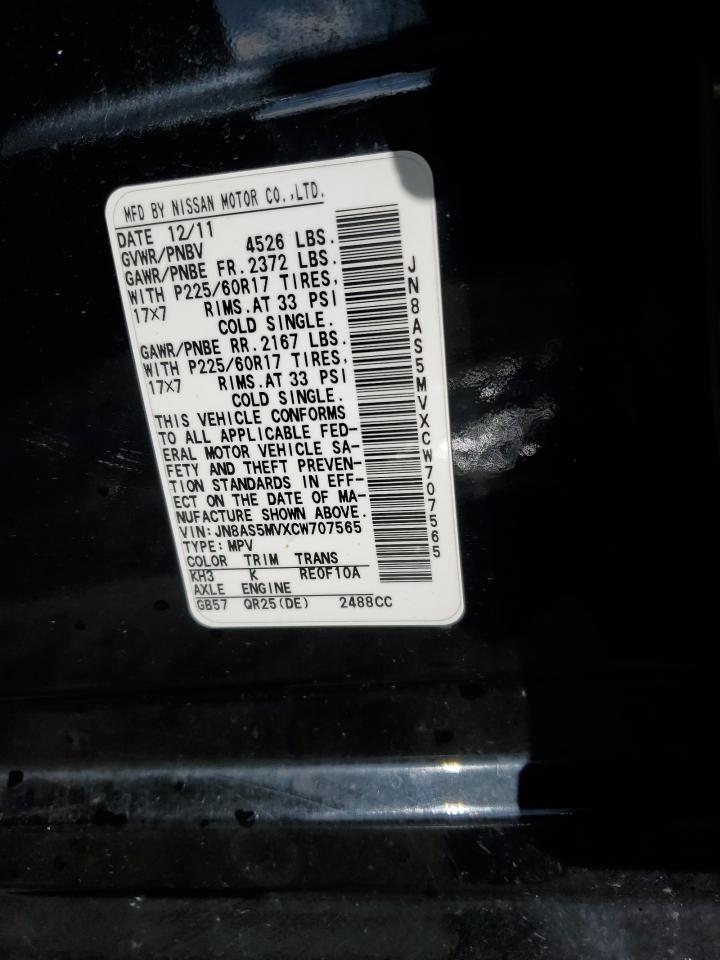 MFD BY NISSAN MOTOR CO.,LTD.
DATE 12/11
GVWR/PNBV 4526 LBS.
GAWR/PNBE FR.2372 LBS.
WITH P225/60R17 TIRES,
17X7 RIMS.AT 33 PSI
COLD SINGLE.
GAWR/PNBE RR.2167 LBS.
WITH P225/60R17 TIRES,
17X7 RIMS.AT 33 PSI
COLD SINGLE.
THIS VEHICLE CONFORMS
TO ALL APPLICABLE FED-
ERAL MOTOR VEHICLE SA-
FETY AND THEFT PREVEN-
TION STANDARDS IN EFF-
ECT ON THE DATE OF MA-
NUFACTURE SHOWN ABOVE.
VIN:JN8AS5MVXCW707565
TYPE:MPV
COLOR TRIM TRANS
KH3 K RE0F10A
AXLE ENGINE
GB57 QR25(DE) 2488CC
JN8AS5MVXCW707565